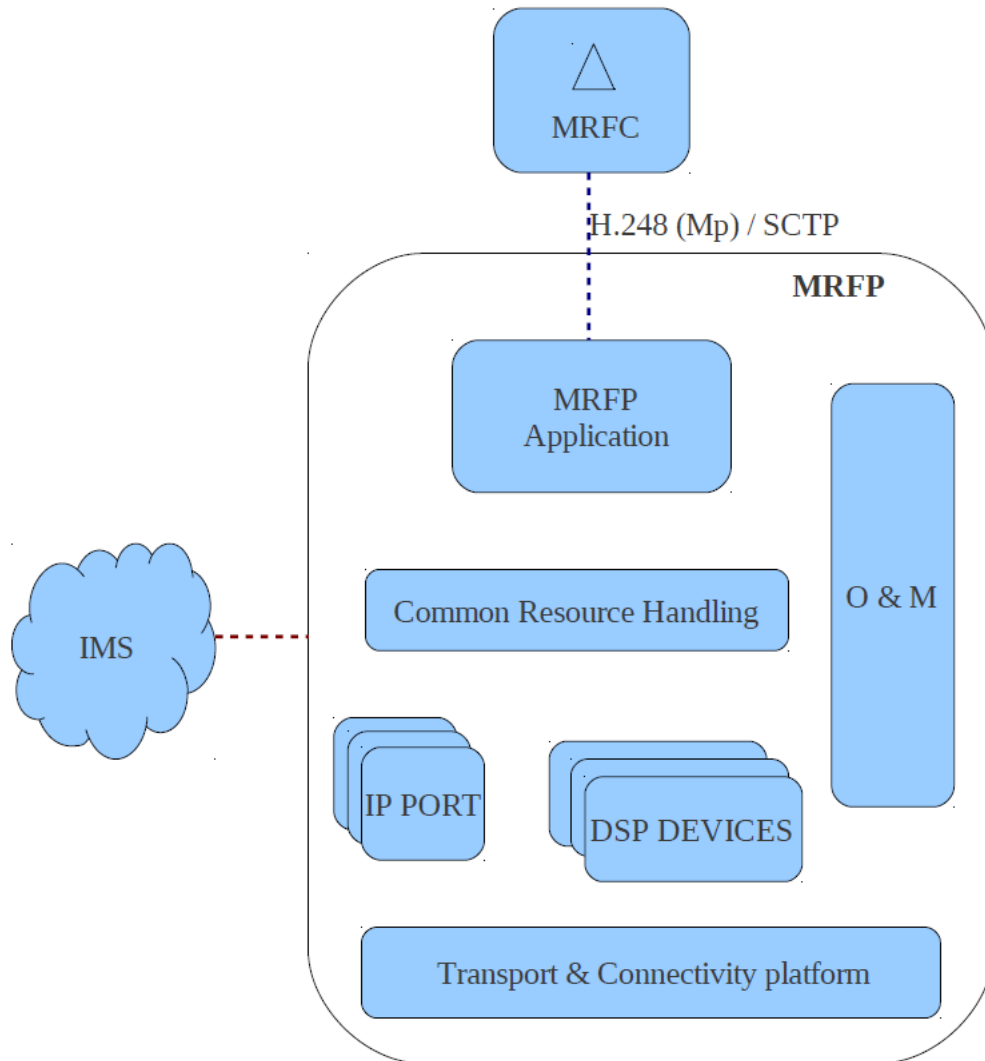 MRFC
H.248 (Mp) / SCTP
MRFP
MRFP
Application
O & M
Common Resource Handling
IMS
IP PORT
DSP DEVICES
Transport & Connectivity platform